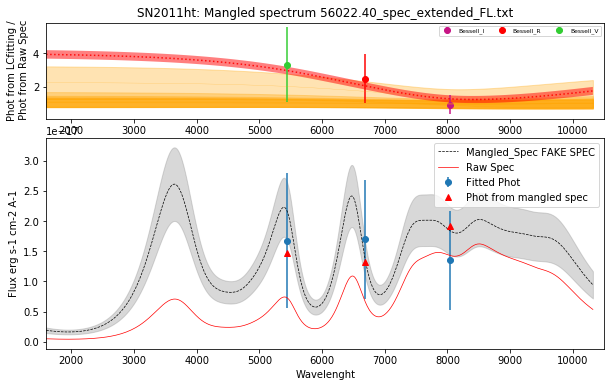 SN2011ht: Mangled spectrum 56022.40_spec_extended_FL.txt
Phot from LCfitting /
Phot from Raw Spec
4
2
Bessell_I
Bessell_R
Bessell_V
2000 3000 4000 5000 6000 7000 8000 9000 10000
1e−17
Flux erg s-1 cm-2 A-1
3.0
2.5
2.0
1.5
1.0
0.5
0.0
Mangled_Spec FAKE SPEC
Raw Spec
Fitted Phot
Phot from mangled spec
2000 3000 4000 5000 6000 7000 8000 9000 10000
Wavelenght